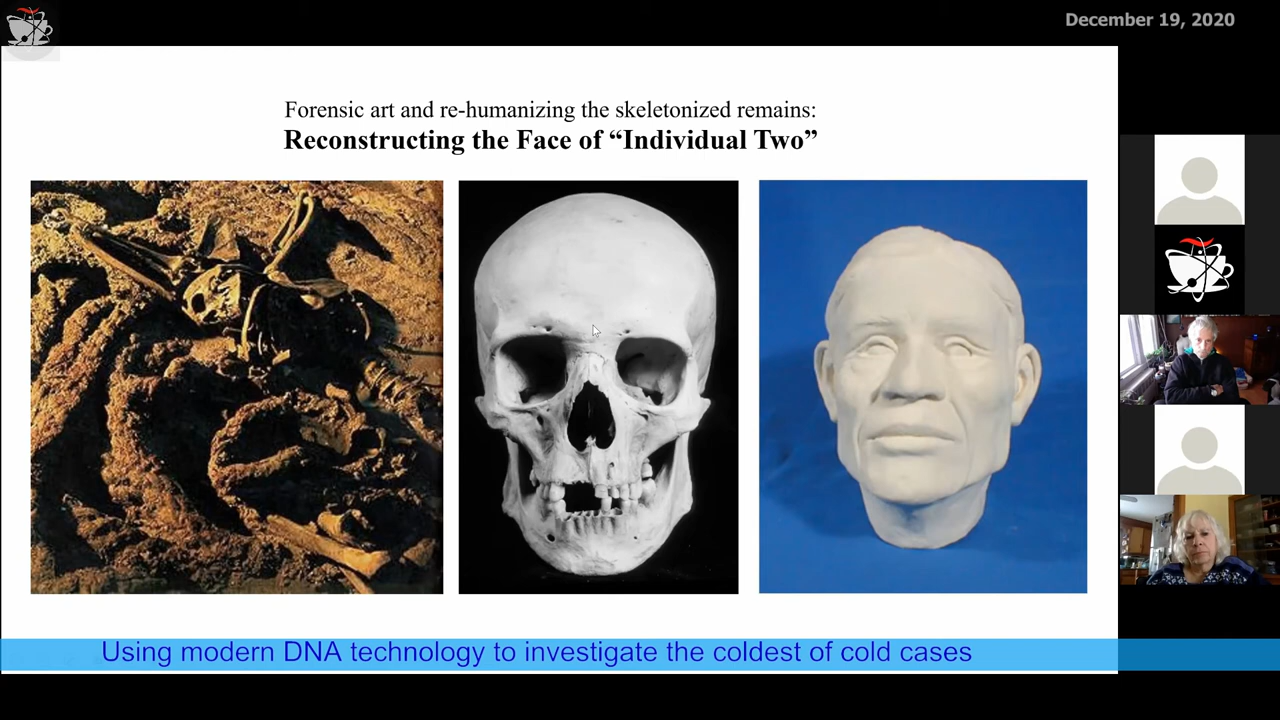 December 19, 2020
Forensic art and re-humanizing the skeletonized remains:
Reconstructing the Face of “Individual Two”
Using modern DNA technology to investigate the coldest of cold cases